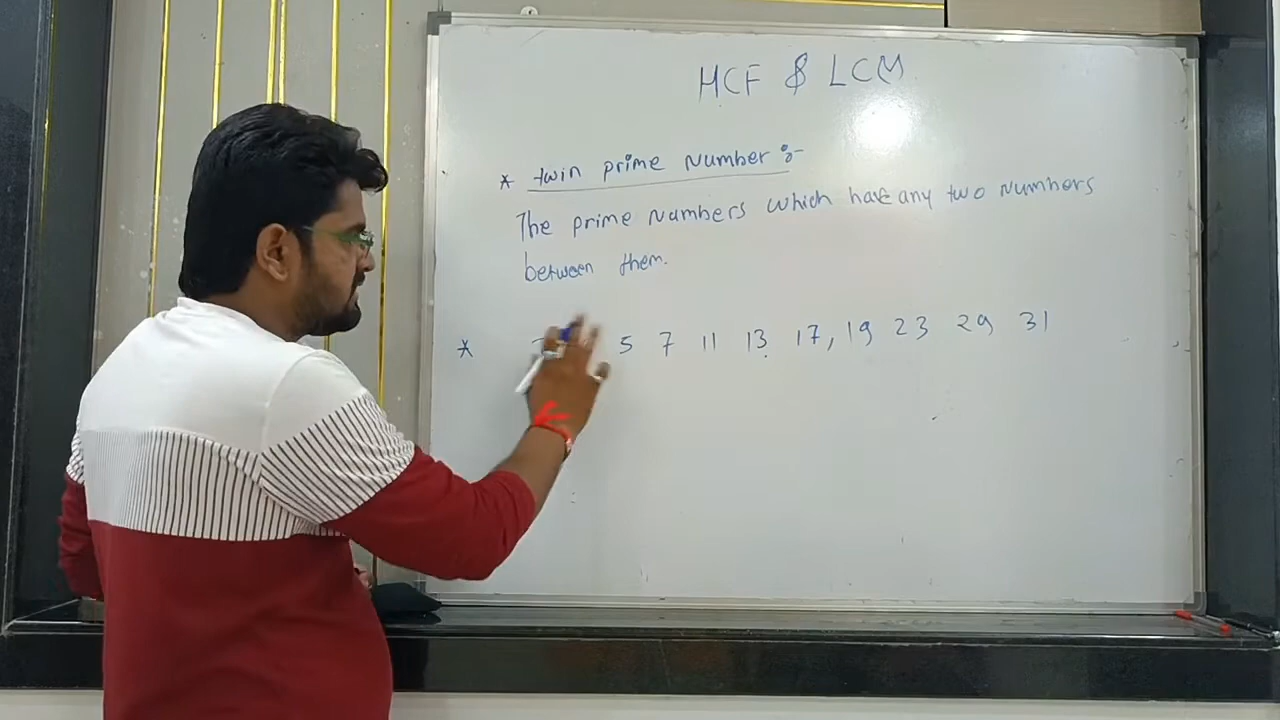 HCF & LCM
* twin prime Number :-
The prime Numbers which have any two Numbers
between them.
* 5 7 11 13 17, 19 23 29 31